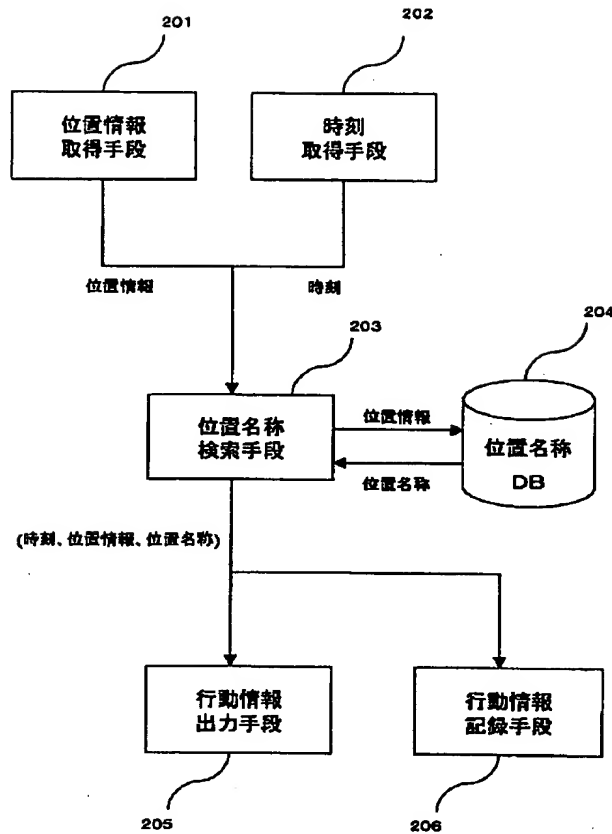 201
202
位置情報
取得手段
時刻
取得手段
位置情報
時刻
203
204
位置名称
検索手段
位置情報
位置名称
位置名称
DB
(時刻、位置情報、位置名称)
行動情報
出力手段
行動情報
記録手段
205
206